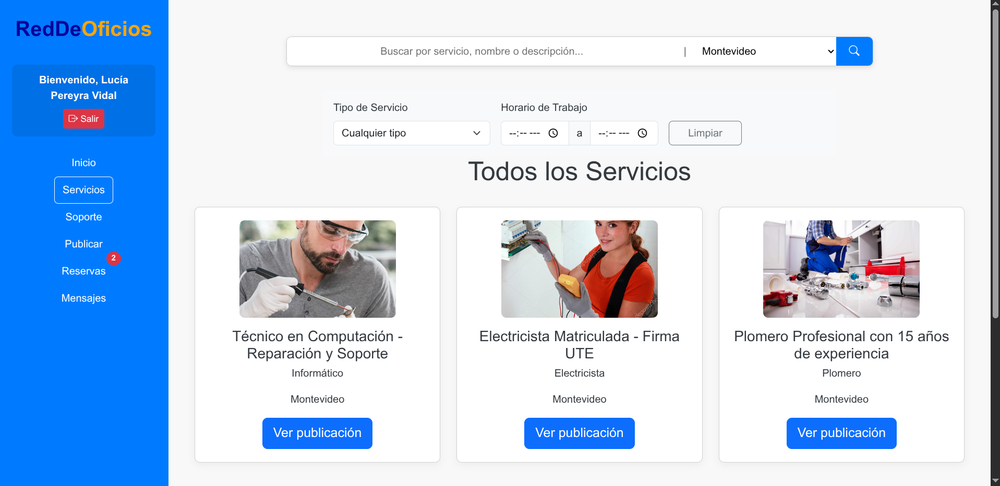 RedDeOficios
Bienvenido, Lucía
Pereyra Vidal
Salir
Inicio
Servicios
Soporte
Publicar
2
Reservas
Mensajes
Buscar por servicio, nombre o descripción... | Montevideo
Tipo de Servicio
Horario de Trabajo
Cualquier tipo
--:-- --- a --:-- ---
Limpiar
Todos los Servicios
Técnico en Computación -
Reparación y Soporte
Informático
Montevideo
Ver publicación
Electricista Matriculada - Firma
UTE
Electricista
Montevideo
Ver publicación
Plomero Profesional con 15 años
de experiencia
Plomero
Montevideo
Ver publicación